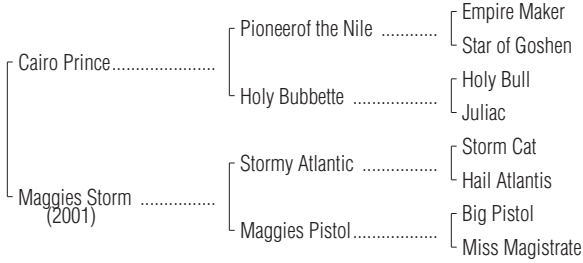 Empire Maker
Pioneerof the Nile ............
Star of Goshen
Cairo Prince......................
Holy Bull
Holy Bubbette ..................
Juliac
Storm Cat
Stormy Atlantic ................
Hail Atlantis
Maggies Storm ................
(2001)
Big Pistol
Maggies Pistol..................
Miss Magistrate